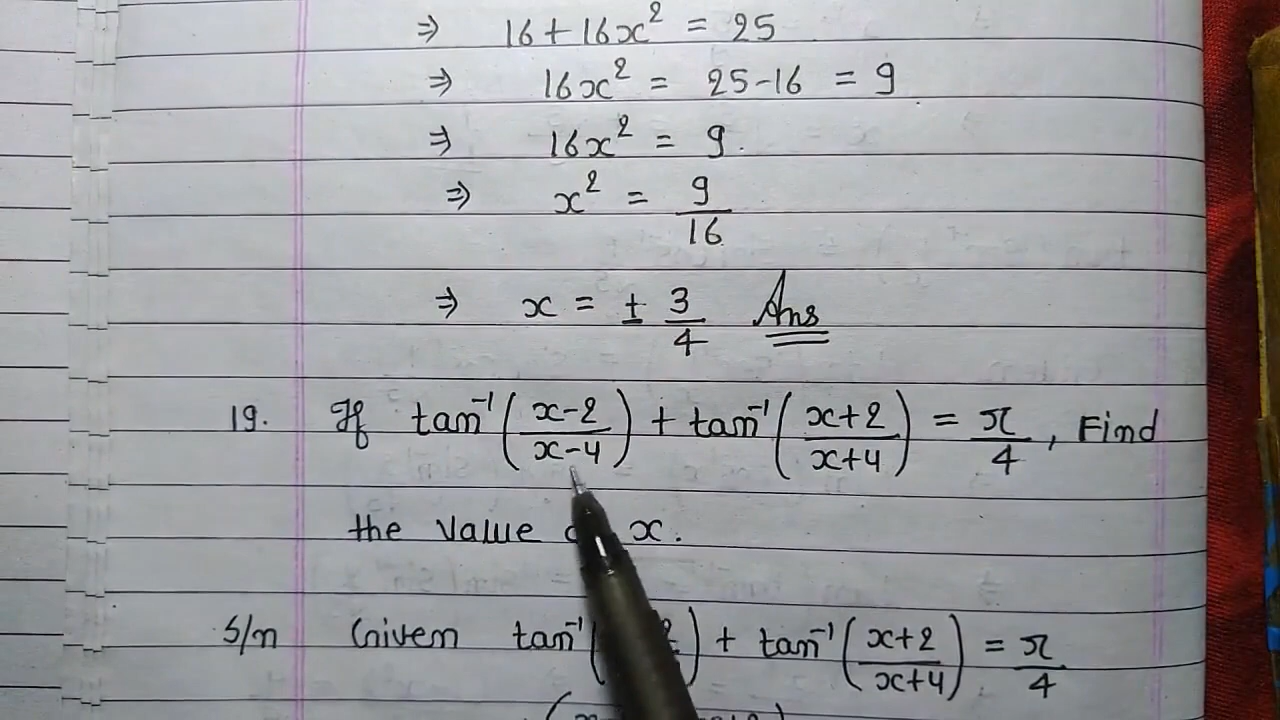 ⇒ 16+16x² = 25
⇒ 16x² = 25-16 = 9
⇒ 16x² = 9.
⇒ x² = 9/16
⇒ x = ± 3/4 Ans
19. If tan⁻¹((x-2)/(x-4)) + tan⁻¹((x+2)/(x+4)) = π/4, Find
the value x.
S/n Given tan⁻¹( ) + tan⁻¹((x+2)/(x+4)) = π/4